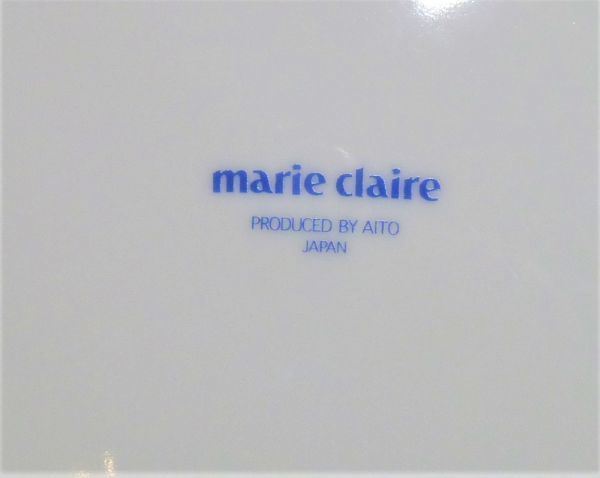 marie claire
PRODUCED BY AITO
JAPAN